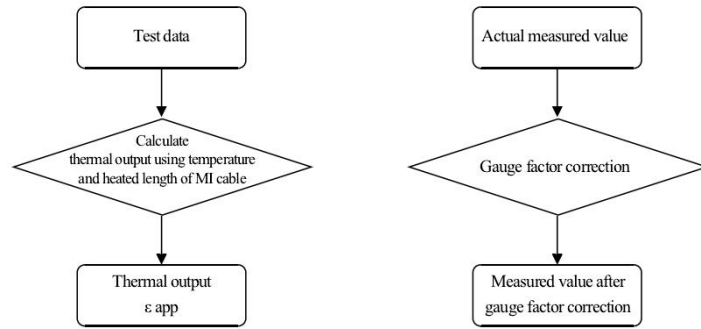 Test data
Calculate
thermal output using temperature
and heated length of MI cable
Thermal output
ε app
Actual measured value
Gauge factor correction
Measured value after
gauge factor correction